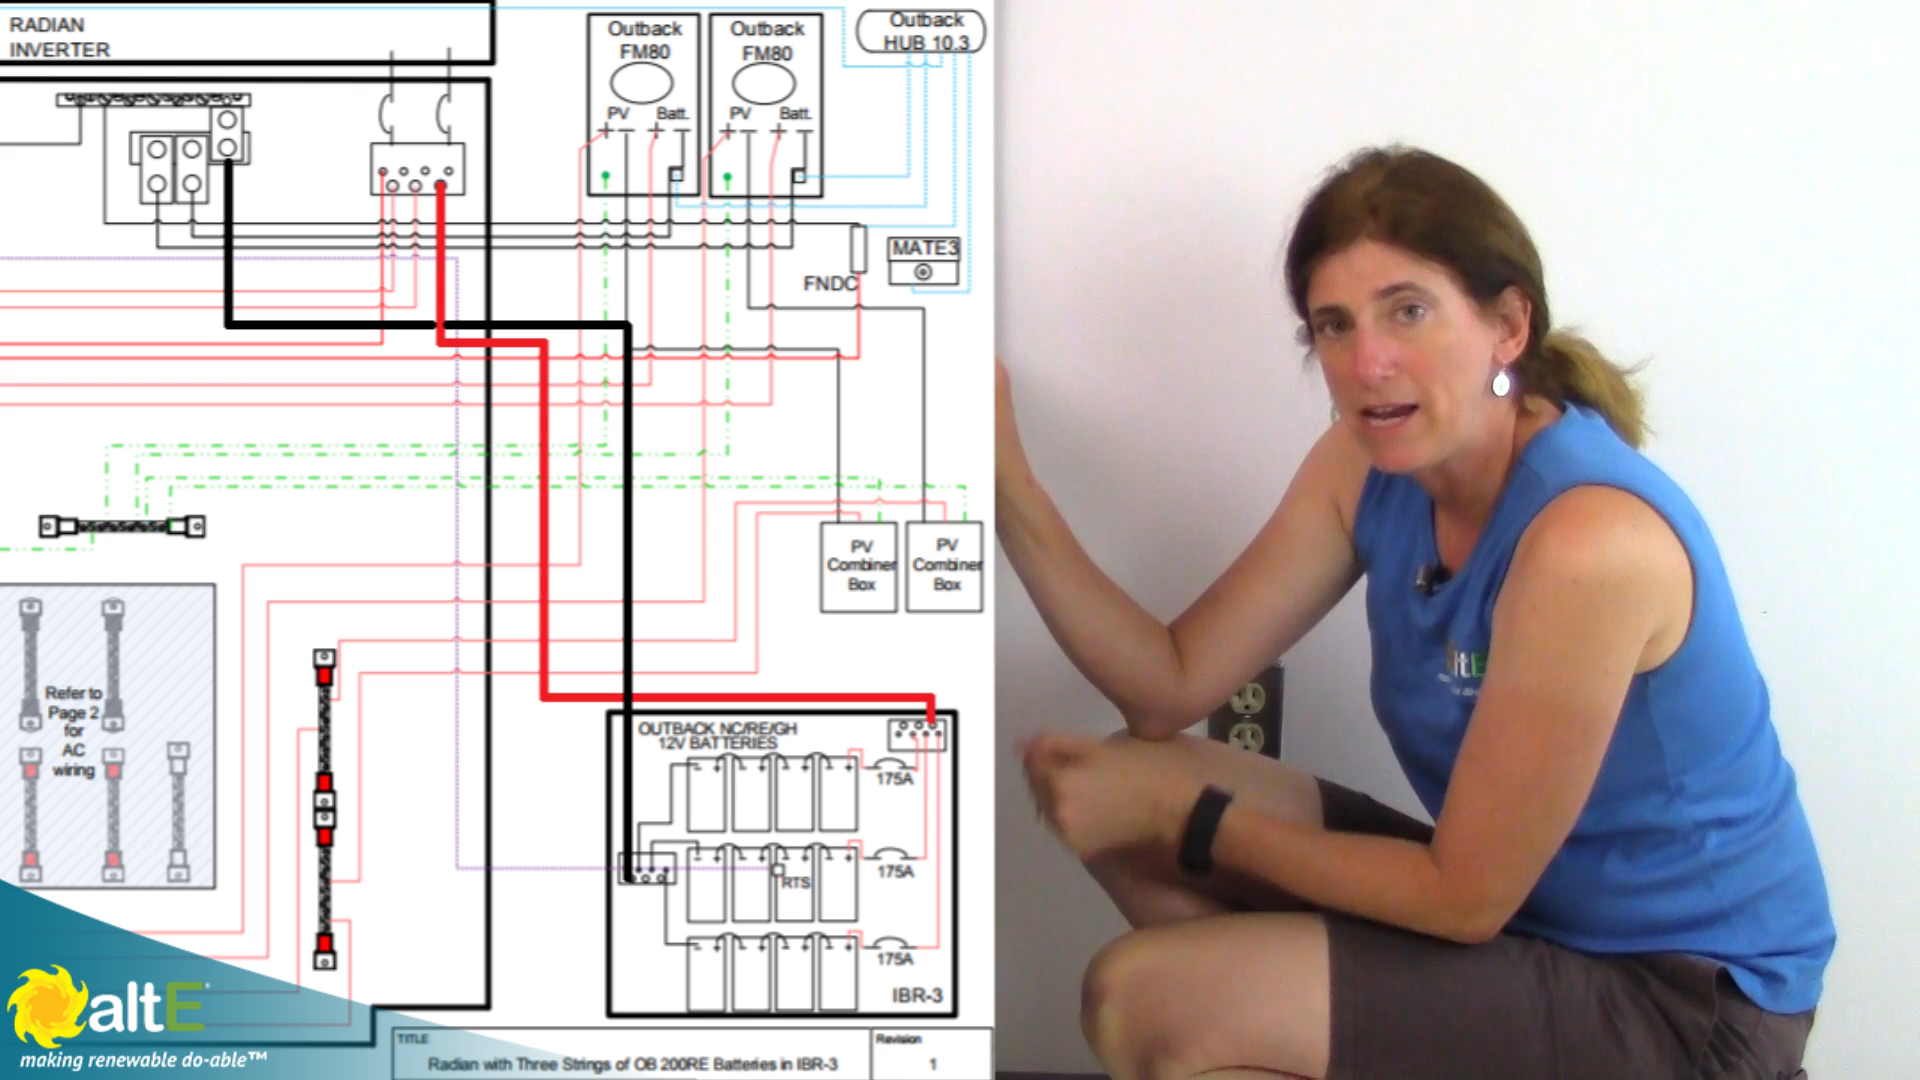 RADIAN
INVERTER
Outback
FM80
PV Batt.
Outback
FM80
PV Batt.
Outback
HUB 10.3
MATE3
FNDC
PV
Combiner
Box
PV
Combiner
Box
Refer to
Page 2
for
AC
wiring
OUTBACK NC/RE/GH
12V BATTERIES
175A
175A
RTS
175A
IBR-3
altE
making renewable do-able™
TITLE
Radian with Three Strings of OB 200RE Batteries in IBR-3
Revision
1
ltE